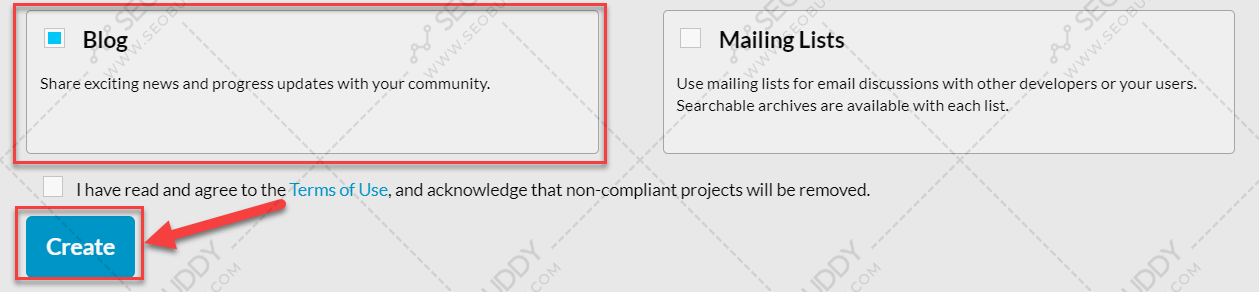 Blog
Share exciting news and progress updates with your community.
Mailing Lists
Use mailing lists for email discussions with other developers or your users.
Searchable archives are available with each list.
I have read and agree to the Terms of Use, and acknowledge that non-compliant projects will be removed.
Create